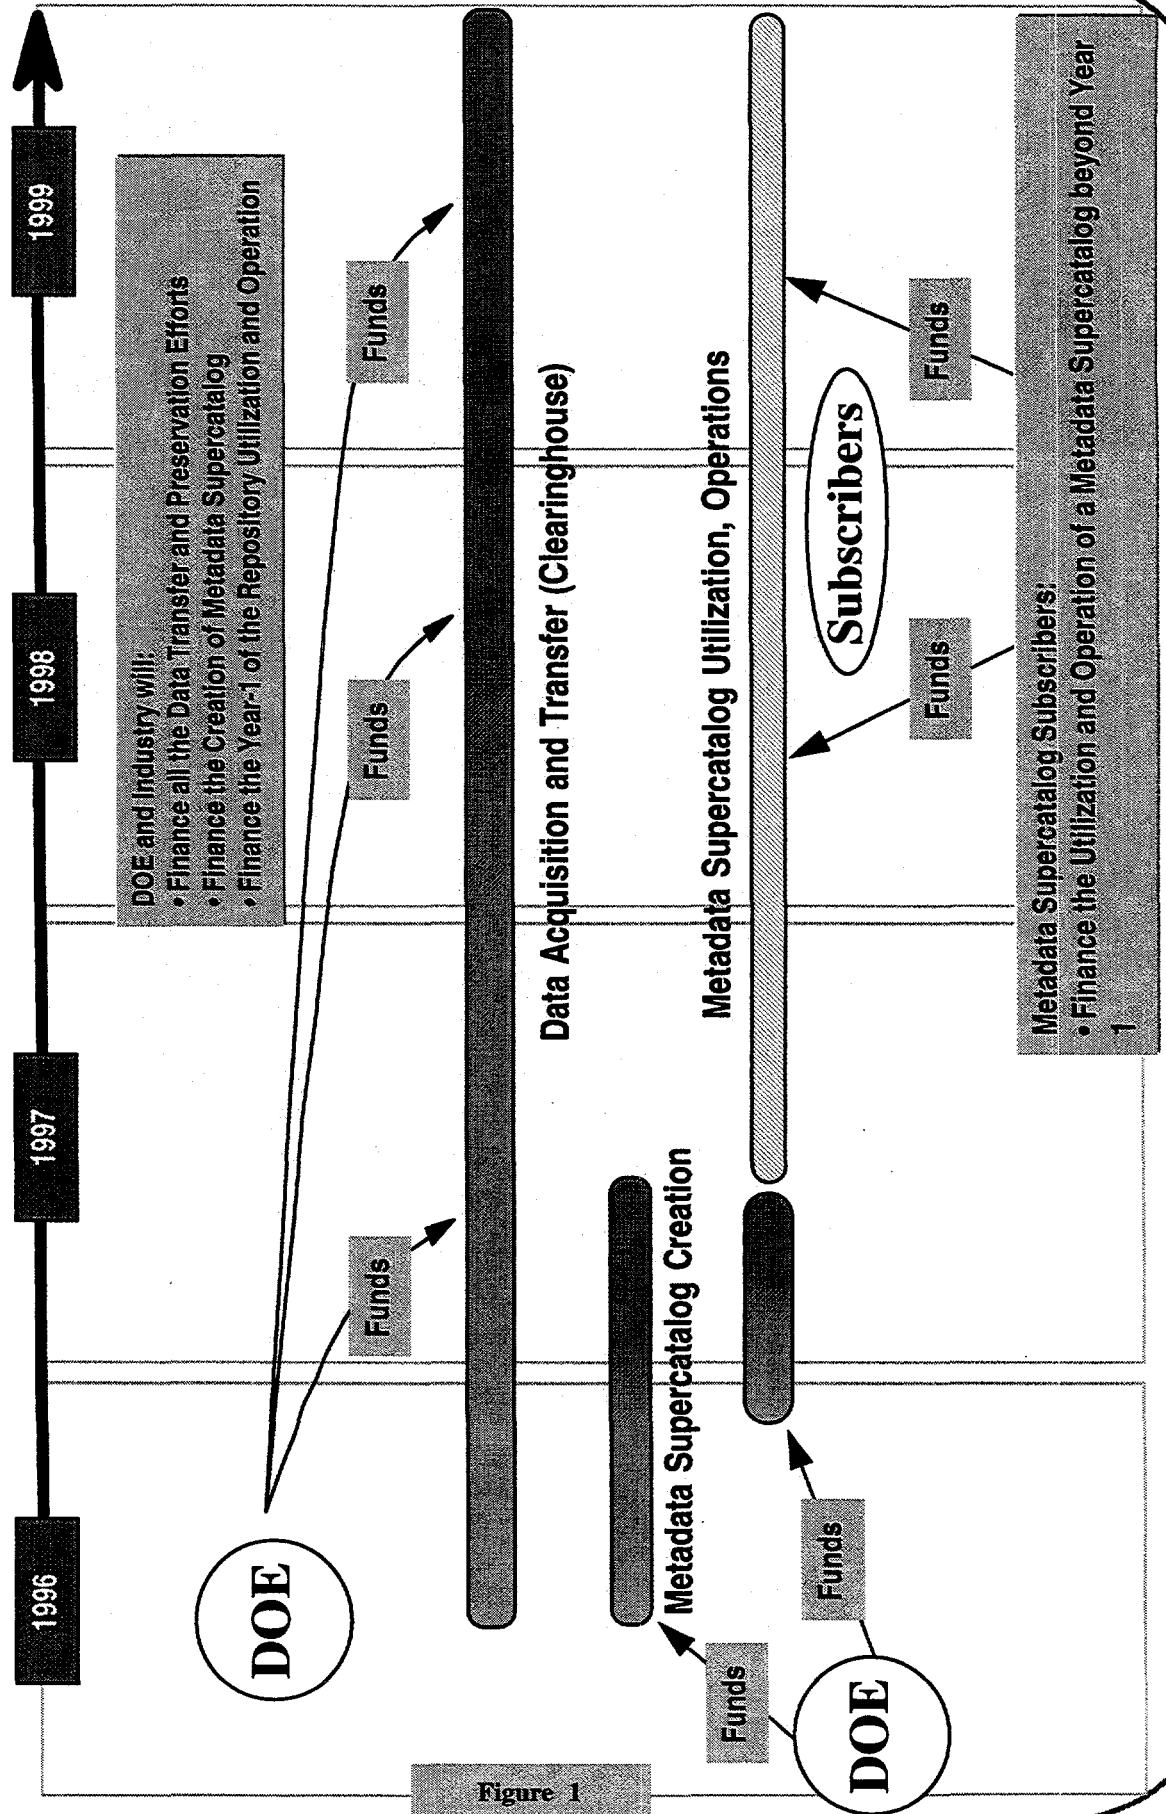 1996
1997
1998
1999
DOE and Industry will:
• Finance all the Data Transfer and Preservation Efforts
• Finance the Creation of Metadata Supercatalog
• Finance the Year-1 of the Repository Utilization and Operation
DOE
Funds
Funds
Funds
Data Acquisition and Transfer (Clearinghouse)
Metadata Supercatalog Creation
Metadata Supercatalog Utilization, Operations
Funds
Funds
DOE
Subscribers
Funds
Funds
Metadata Supercatalog Subscribers:
• Finance the Utilization and Operation of a Metadata Supercatalog beyond Year
1
Figure 1